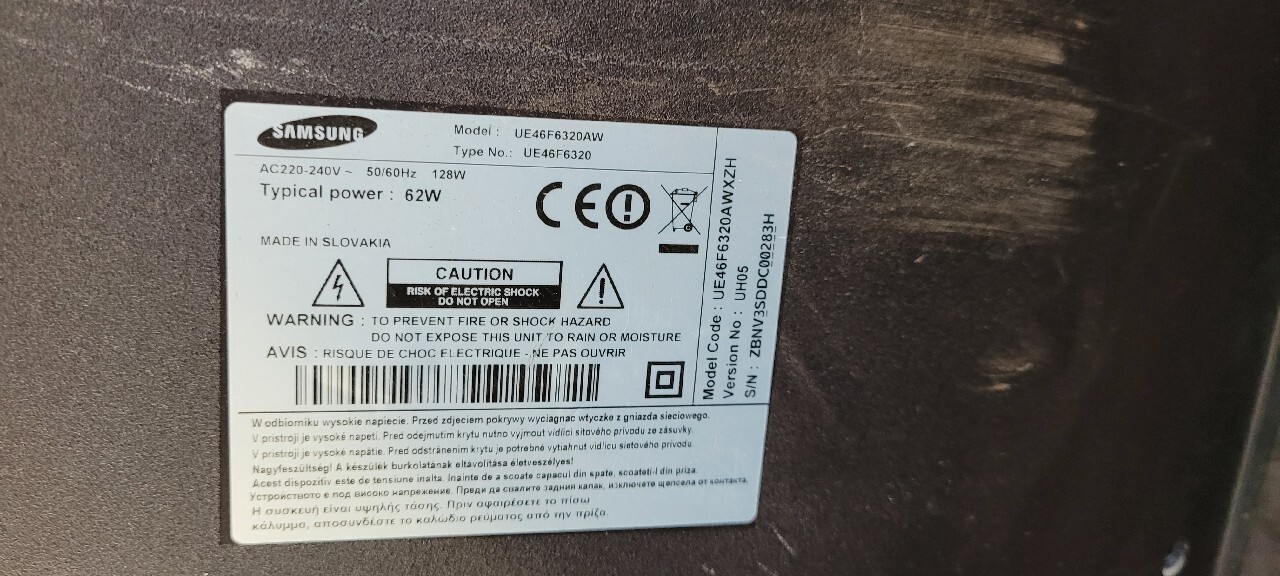 SAMSUNG
Model : UE46F6320AW
Type No.: UE46F6320
AC220-240V ~ 50/60Hz 128W
Typical power : 62W
MADE IN SLOVAKIA
CAUTION
RISK OF ELECTRIC SHOCK
DO NOT OPEN
WARNING : TO PREVENT FIRE OR SHOCK HAZARD
DO NOT EXPOSE THIS UNIT TO RAIN OR MOISTURE
AVIS : RISQUE DE CHOC ELECTRIQUE - NE PAS OUVRIR
Model Code : UE46F6320AWXZH
Version No : UH05
S/N : ZBNV3SDDC00283H
W odbiorniku wysokie napiecie. Przed zdjeciem pokrywy wyciagnac wtyczke z gniazda sieciowego.
V pristroji je vysoké napeti. Pred odejmutim krytu nutno vyjmout vidlici sitového privodu ze zásuvky.
V pristroji je vysoké napätie. Pred odstránením krytu je potrebné vytiahnut vidlicu sietového privodu.
Nagyfeszültség! A készülek burkolatának eltávolitása életveszélyes!
Acest dispozitiv este de tensiune inalta. Inainte de a scoate capacul din spate, scoateti-l din priza.
Устройството е под високо напрежение. Преди да свалите задния капак, изключете щепсела от контакта.
Η συσκευή είναι υψηλής τάσης. Πριν αφαιρέσετε το πίσω
κάλυμμα, αποσυνδέστε το καλώδιο ρεύματος από την πρίζα.